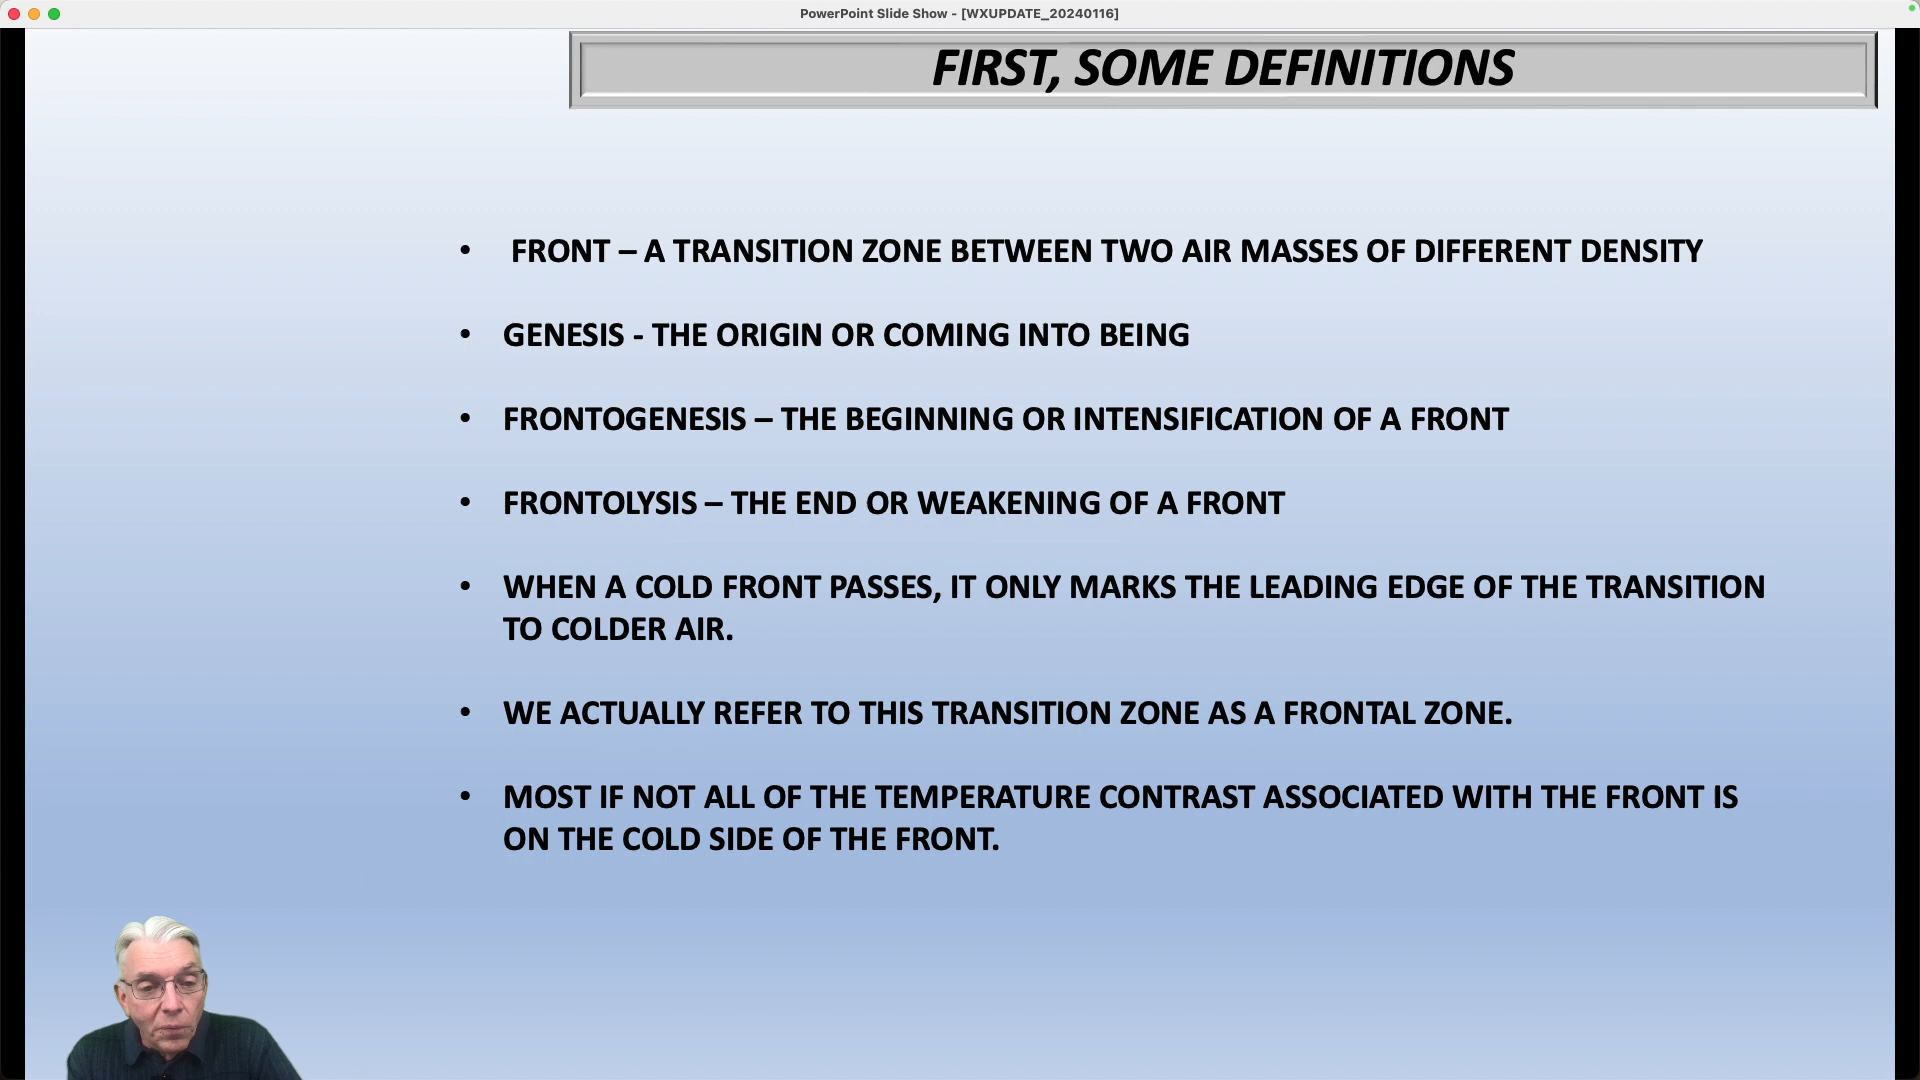 PowerPoint Slide Show - [WXUPDATE_20240116]
FIRST, SOME DEFINITIONS
• FRONT – A TRANSITION ZONE BETWEEN TWO AIR MASSES OF DIFFERENT DENSITY
• GENESIS - THE ORIGIN OR COMING INTO BEING
• FRONTOGENESIS – THE BEGINNING OR INTENSIFICATION OF A FRONT
• FRONTOLYSIS – THE END OR WEAKENING OF A FRONT
• WHEN A COLD FRONT PASSES, IT ONLY MARKS THE LEADING EDGE OF THE TRANSITION
TO COLDER AIR.
• WE ACTUALLY REFER TO THIS TRANSITION ZONE AS A FRONTAL ZONE.
• MOST IF NOT ALL OF THE TEMPERATURE CONTRAST ASSOCIATED WITH THE FRONT IS
ON THE COLD SIDE OF THE FRONT.